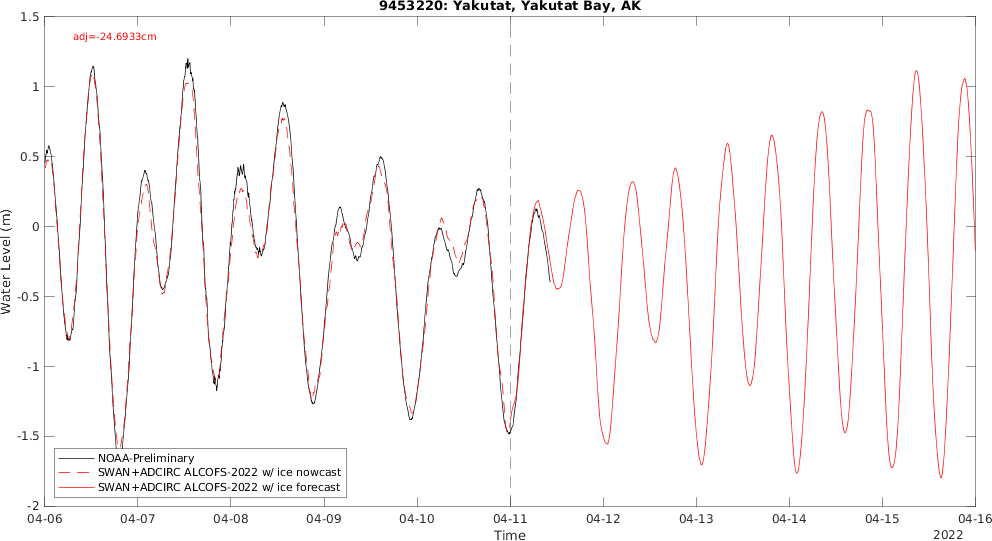 9453220: Yakutat, Yakutat Bay, AK
adj=-24.6933cm
Water Level (m)
1.5
1
0.5
0
-0.5
-1
-1.5
-2
NOAA-Preliminary
SWAN+ADCIRC ALCOFS-2022 w/ ice nowcast
SWAN+ADCIRC ALCOFS-2022 w/ ice forecast
04-06 04-07 04-08 04-09 04-10 04-11 04-12 04-13 04-14 04-15 04-16
Time
2022